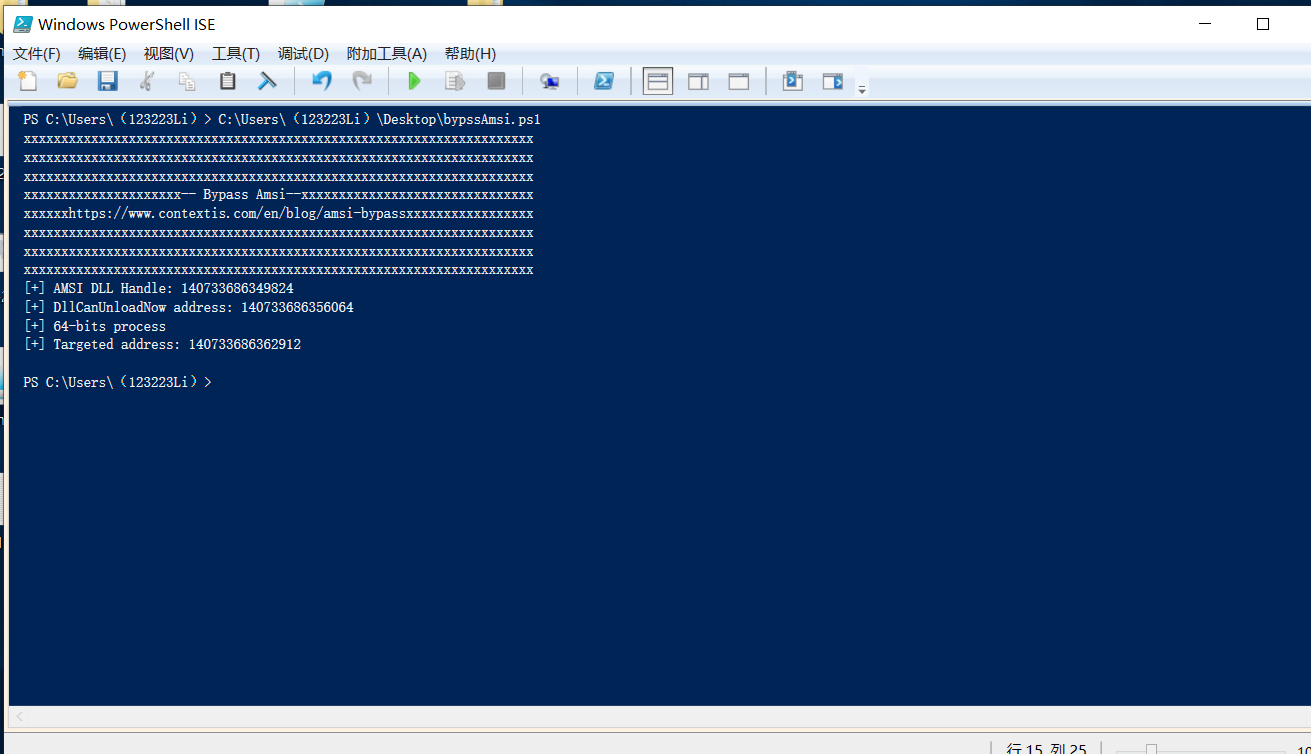 Windows PowerShell ISE
文件(F) 编辑(E) 视图(V) 工具(T) 调试(D) 附加工具(A) 帮助(H)
PS C:\Users\（123223Li）> C:\Users\（123223Li）\Desktop\bypssAmsi.ps1
xxxxxxxxxxxxxxxxxxxxxxxxxxxxxxxxxxxxxxxxxxxxxxxxxxxxxxxxxxxxxxxxxxxx
xxxxxxxxxxxxxxxxxxxxxxxxxxxxxxxxxxxxxxxxxxxxxxxxxxxxxxxxxxxxxxxxxxxx
xxxxxxxxxxxxxxxxxxxxxxxxxxxxxxxxxxxxxxxxxxxxxxxxxxxxxxxxxxxxxxxxxxxx
xxxxxxxxxxxxxxxxxxxxx-- Bypass Amsi--xxxxxxxxxxxxxxxxxxxxxxxxxxxxxxx
xxxxxxhttps://www.contextis.com/en/blog/amsi-bypassxxxxxxxxxxxxxxxxx
xxxxxxxxxxxxxxxxxxxxxxxxxxxxxxxxxxxxxxxxxxxxxxxxxxxxxxxxxxxxxxxxxxxx
xxxxxxxxxxxxxxxxxxxxxxxxxxxxxxxxxxxxxxxxxxxxxxxxxxxxxxxxxxxxxxxxxxxx
xxxxxxxxxxxxxxxxxxxxxxxxxxxxxxxxxxxxxxxxxxxxxxxxxxxxxxxxxxxxxxxxxxxx
[+] AMSI DLL Handle: 140733686349824
[+] DllCanUnloadNow address: 140733686356064
[+] 64-bits process
[+] Targeted address: 140733686362912
PS C:\Users\（123223Li）>
行 15 列 25